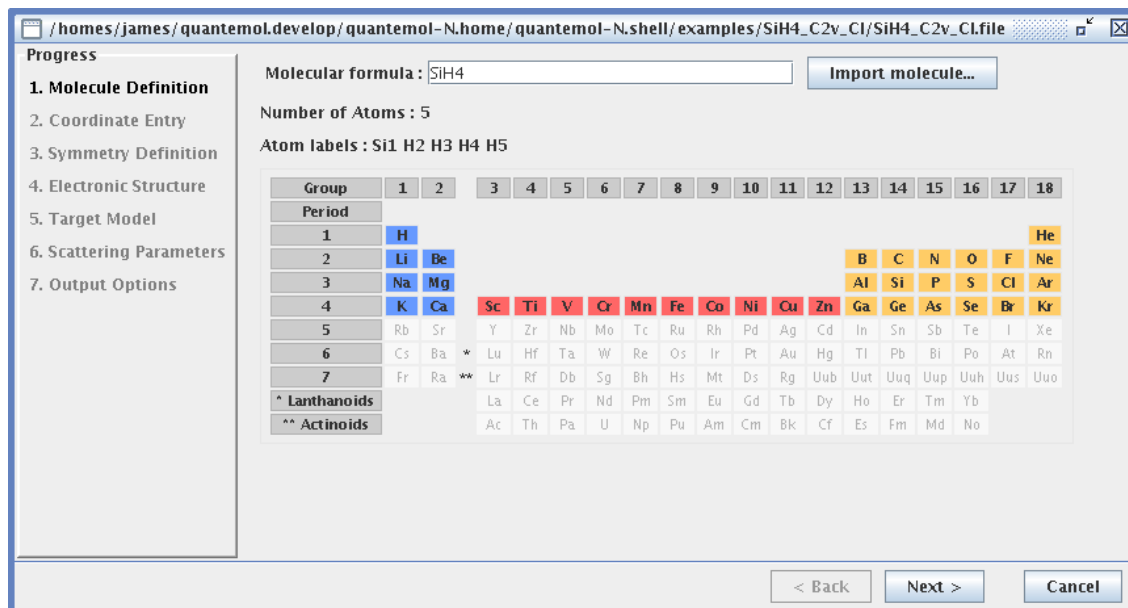 /homes/james/quantemol.develop/quantemol-N.home/quantemol-N.shell/examples/SiH4_C2v_CI/SiH4_C2v_CI.file
Progress
1. Molecule Definition
2. Coordinate Entry
3. Symmetry Definition
4. Electronic Structure
5. Target Model
6. Scattering Parameters
7. Output Options
Molecular formula : SiH4 Import molecule...
Number of Atoms : 5
Atom labels : Si1 H2 H3 H4 H5
Group 1 2 3 4 5 6 7 8 9 10 11 12 13 14 15 16 17 18
Period
1 H He
2 Li Be B C N O F Ne
3 Na Mg Al Si P S Cl Ar
4 K Ca Sc Ti V Cr Mn Fe Co Ni Cu Zn Ga Ge As Se Br Kr
5 Rb Sr Y Zr Nb Mo Tc Ru Rh Pd Ag Cd In Sn Sb Te I Xe
6 Cs Ba * Lu Hf Ta W Re Os Ir Pt Au Hg Tl Pb Bi Po At Rn
7 Fr Ra ** Lr Rf Db Sg Bh Hs Mt Ds Rg Uub Uut Uuq Uup Uuh Uus Uuo
* Lanthanoids La Ce Pr Nd Pm Sm Eu Gd Tb Dy Ho Er Tm Yb
** Actinoids Ac Th Pa U Np Pu Am Cm Bk Cf Es Fm Md No
< Back Next > Cancel